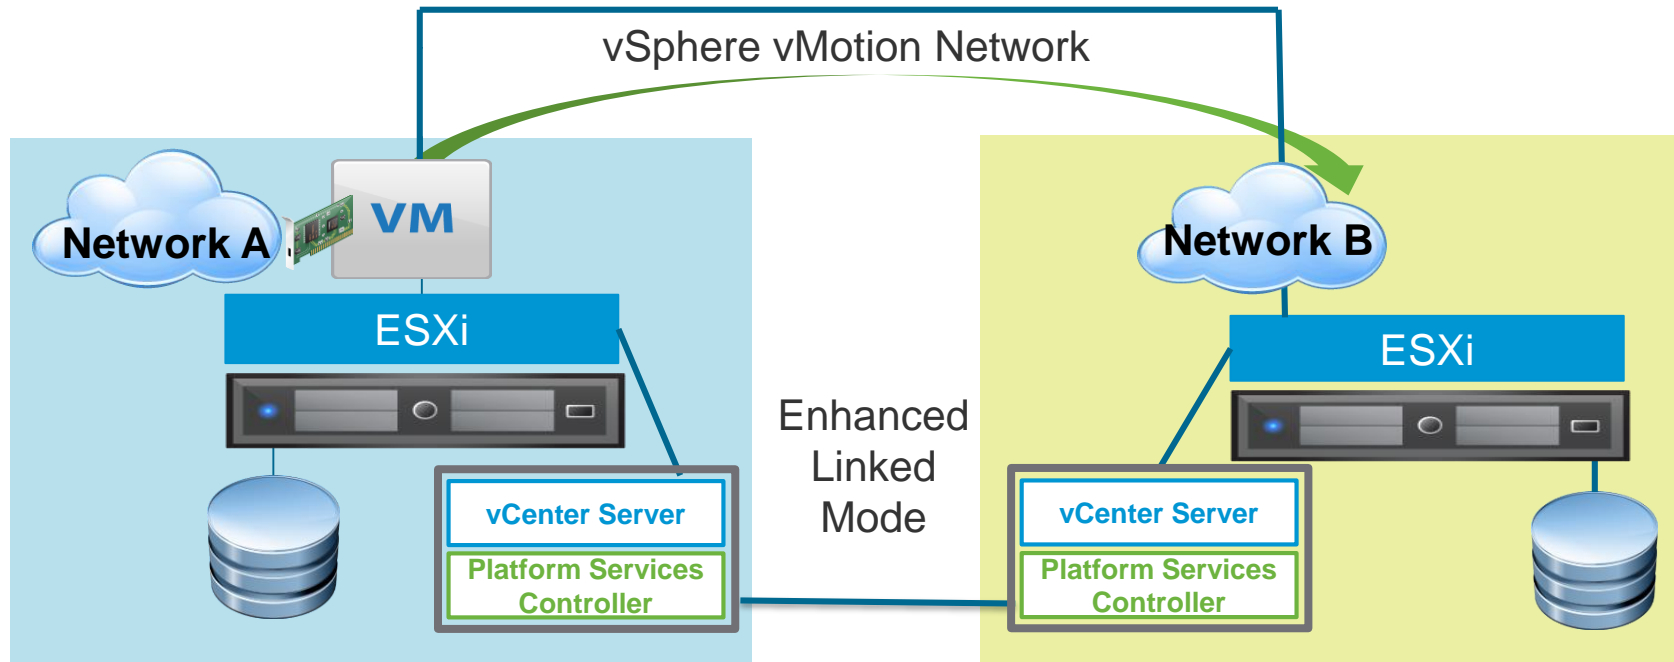 vSphere vMotion Network
Network A
VM
Network B
ESXi
ESXi
Enhanced
Linked
Mode
vCenter Server
Platform Services
Controller
vCenter Server
Platform Services
Controller